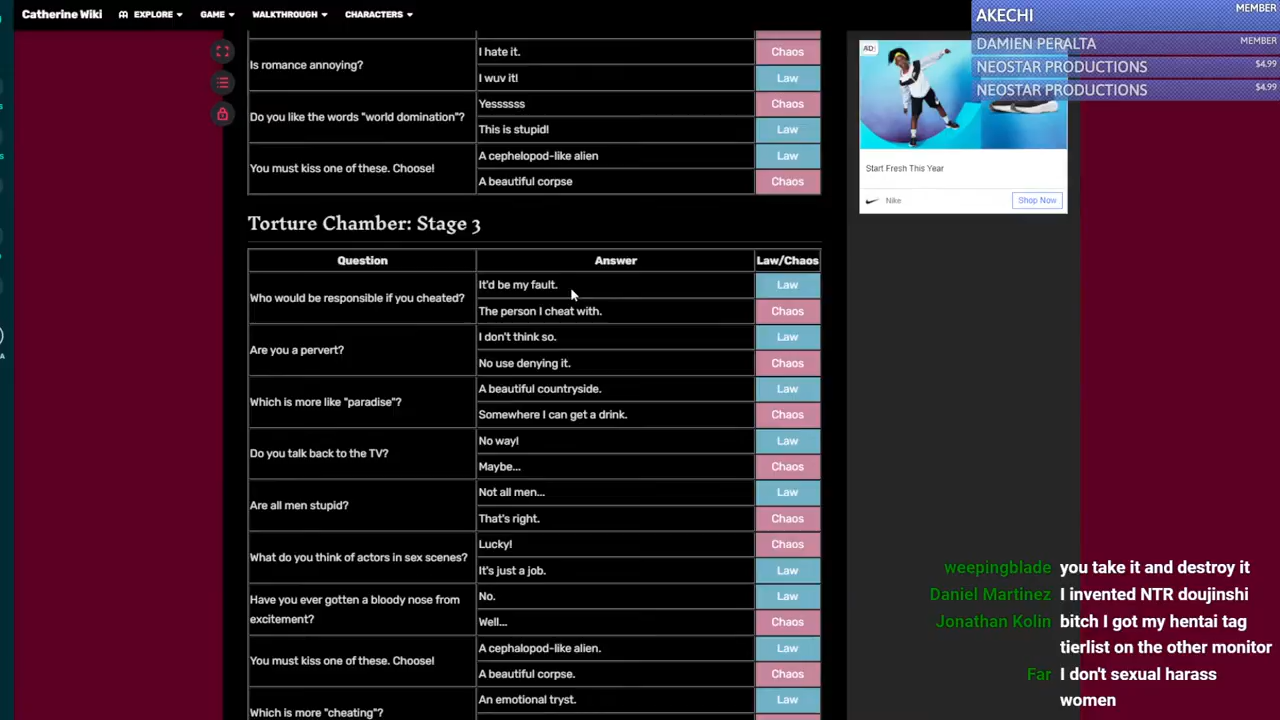 Catherine Wiki
EXPLORE
GAME
WALKTHROUGH
CHARACTERS
AKECHI
MEMBER
DAMIEN PERALTA
MEMBER
NEOSTAR PRODUCTIONS
$4.99
NEOSTAR PRODUCTIONS
$4.99
Is romance annoying?
I hate it.
Chaos
I wuv it!
Law
Do you like the words "world domination"?
Yessssss
Chaos
This is stupid!
Law
You must kiss one of these. Choose!
A cephelopod-like alien
Law
A beautiful corpse
Chaos
Torture Chamber: Stage 3
Question
Answer
Law/Chaos
Who would be responsible if you cheated?
It'd be my fault.
Law
The person I cheat with.
Chaos
Are you a pervert?
I don't think so.
Law
No use denying it.
Chaos
Which is more like "paradise"?
A beautiful countryside.
Law
Somewhere I can get a drink.
Chaos
Do you talk back to the TV?
No way!
Law
Maybe...
Chaos
Are all men stupid?
Not all men...
Law
That's right.
Chaos
What do you think of actors in sex scenes?
Lucky!
Chaos
It's just a job.
Law
Have you ever gotten a bloody nose from
excitement?
No.
Law
Well...
Chaos
You must kiss one of these. Choose!
A cephalopod-like alien.
Law
A beautiful corpse.
Chaos
Which is more "cheating"?
An emotional tryst.
Law
AD
Start Fresh This Year
Nike
Shop Now
weepingblade you take it and destroy it
Daniel Martinez I invented NTR doujinshi
Jonathan Kolin bitch I got my hentai tag
tierlist on the other monitor
Far I don't sexual harass
women